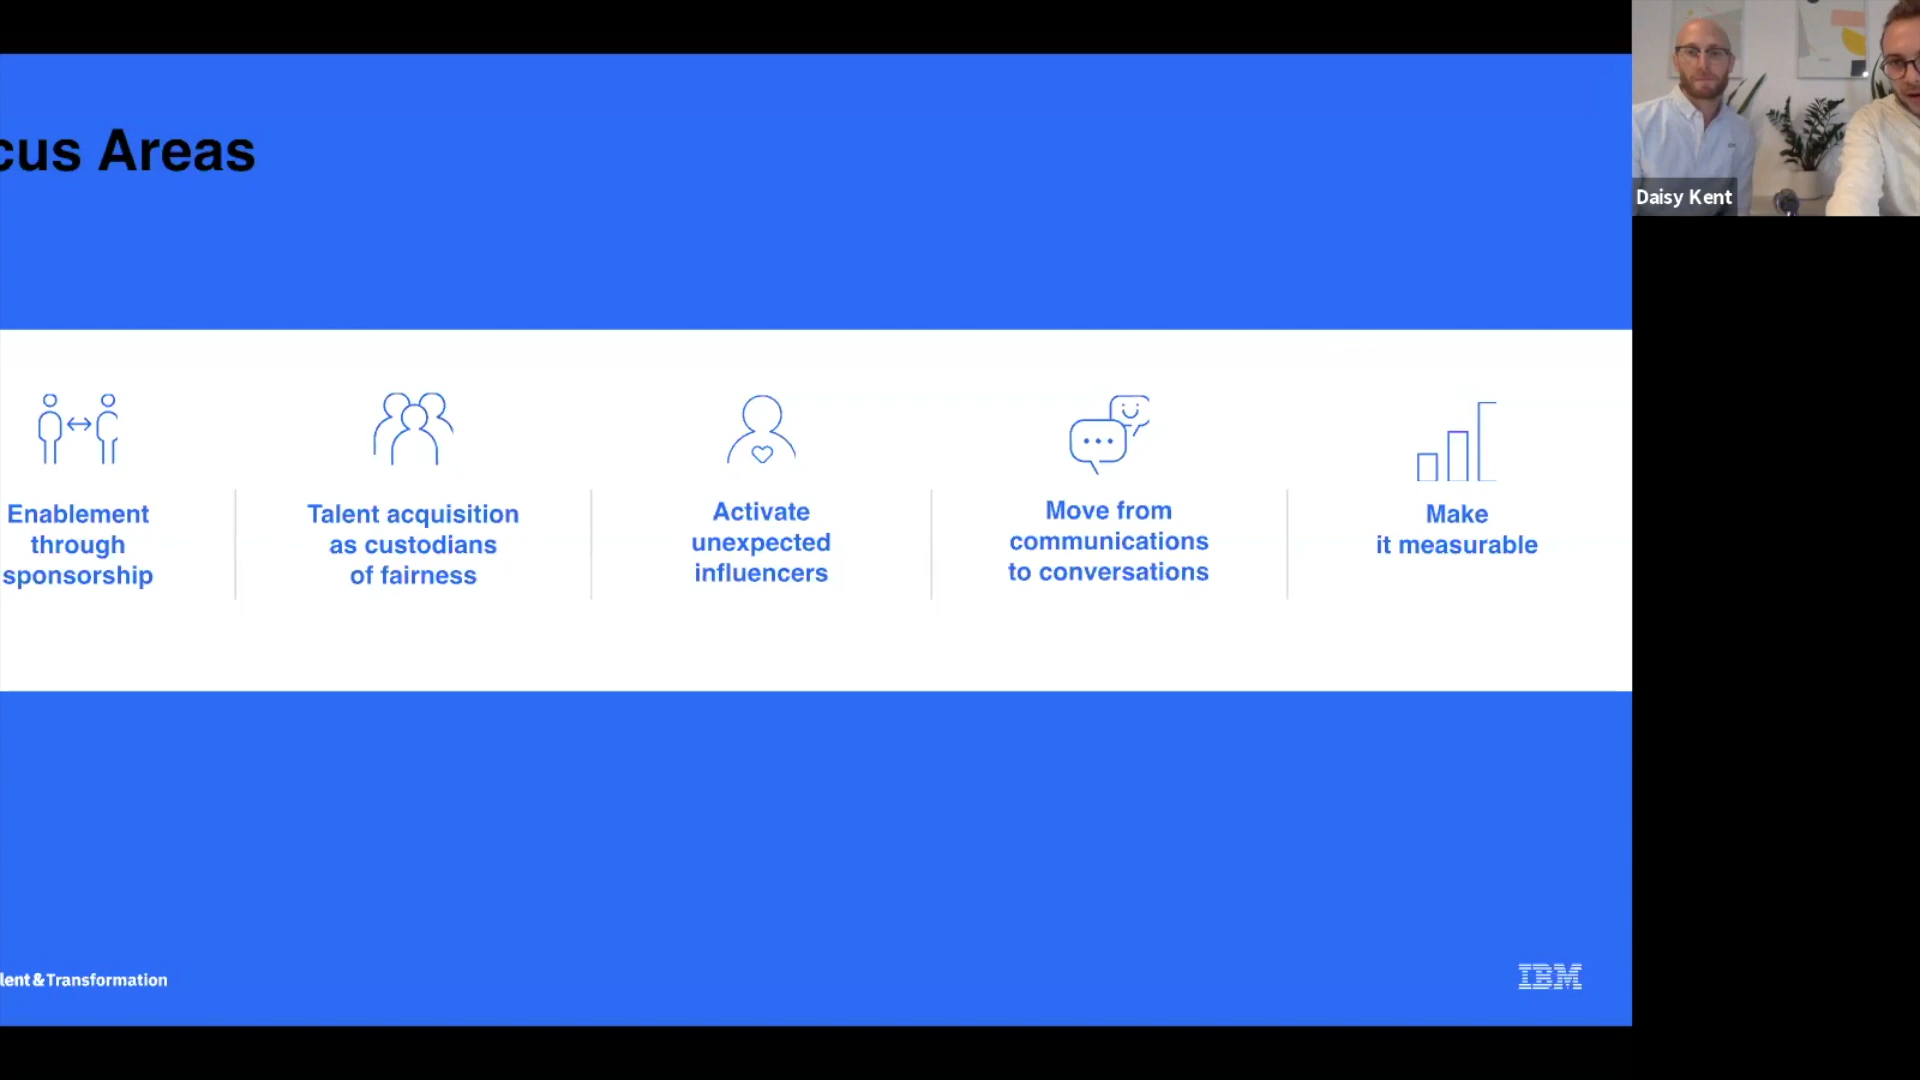 cus Areas
Enablement
through
sponsorship
Talent acquisition
as custodians
of fairness
Activate
unexpected
influencers
Move from
communications
to conversations
Make
it measurable
lent & Transformation
IBM
Daisy Kent